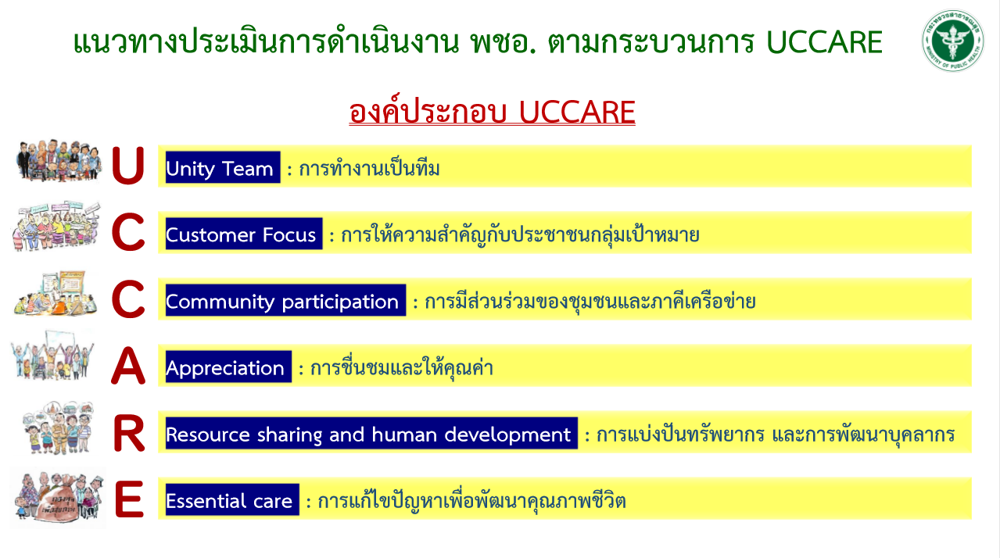 แนวทางประเมินการดำเนินงาน พชอ. ตามกระบวนการ UCCARE
กระทรวงสาธารณสุข
MINISTRY OF PUBLIC HEALTH
องค์ประกอบ UCCARE
U Unity Team : การทำงานเป็นทีม
C Customer Focus : การให้ความสำคัญกับประชาชนกลุ่มเป้าหมาย
C Community participation : การมีส่วนร่วมของชุมชนและภาคีเครือข่าย
A Appreciation : การชื่นชมและให้คุณค่า
R Resource sharing and human development : การแบ่งปันทรัพยากร และการพัฒนาบุคลากร
E Essential care : การแก้ไขปัญหาเพื่อพัฒนาคุณภาพชีวิต